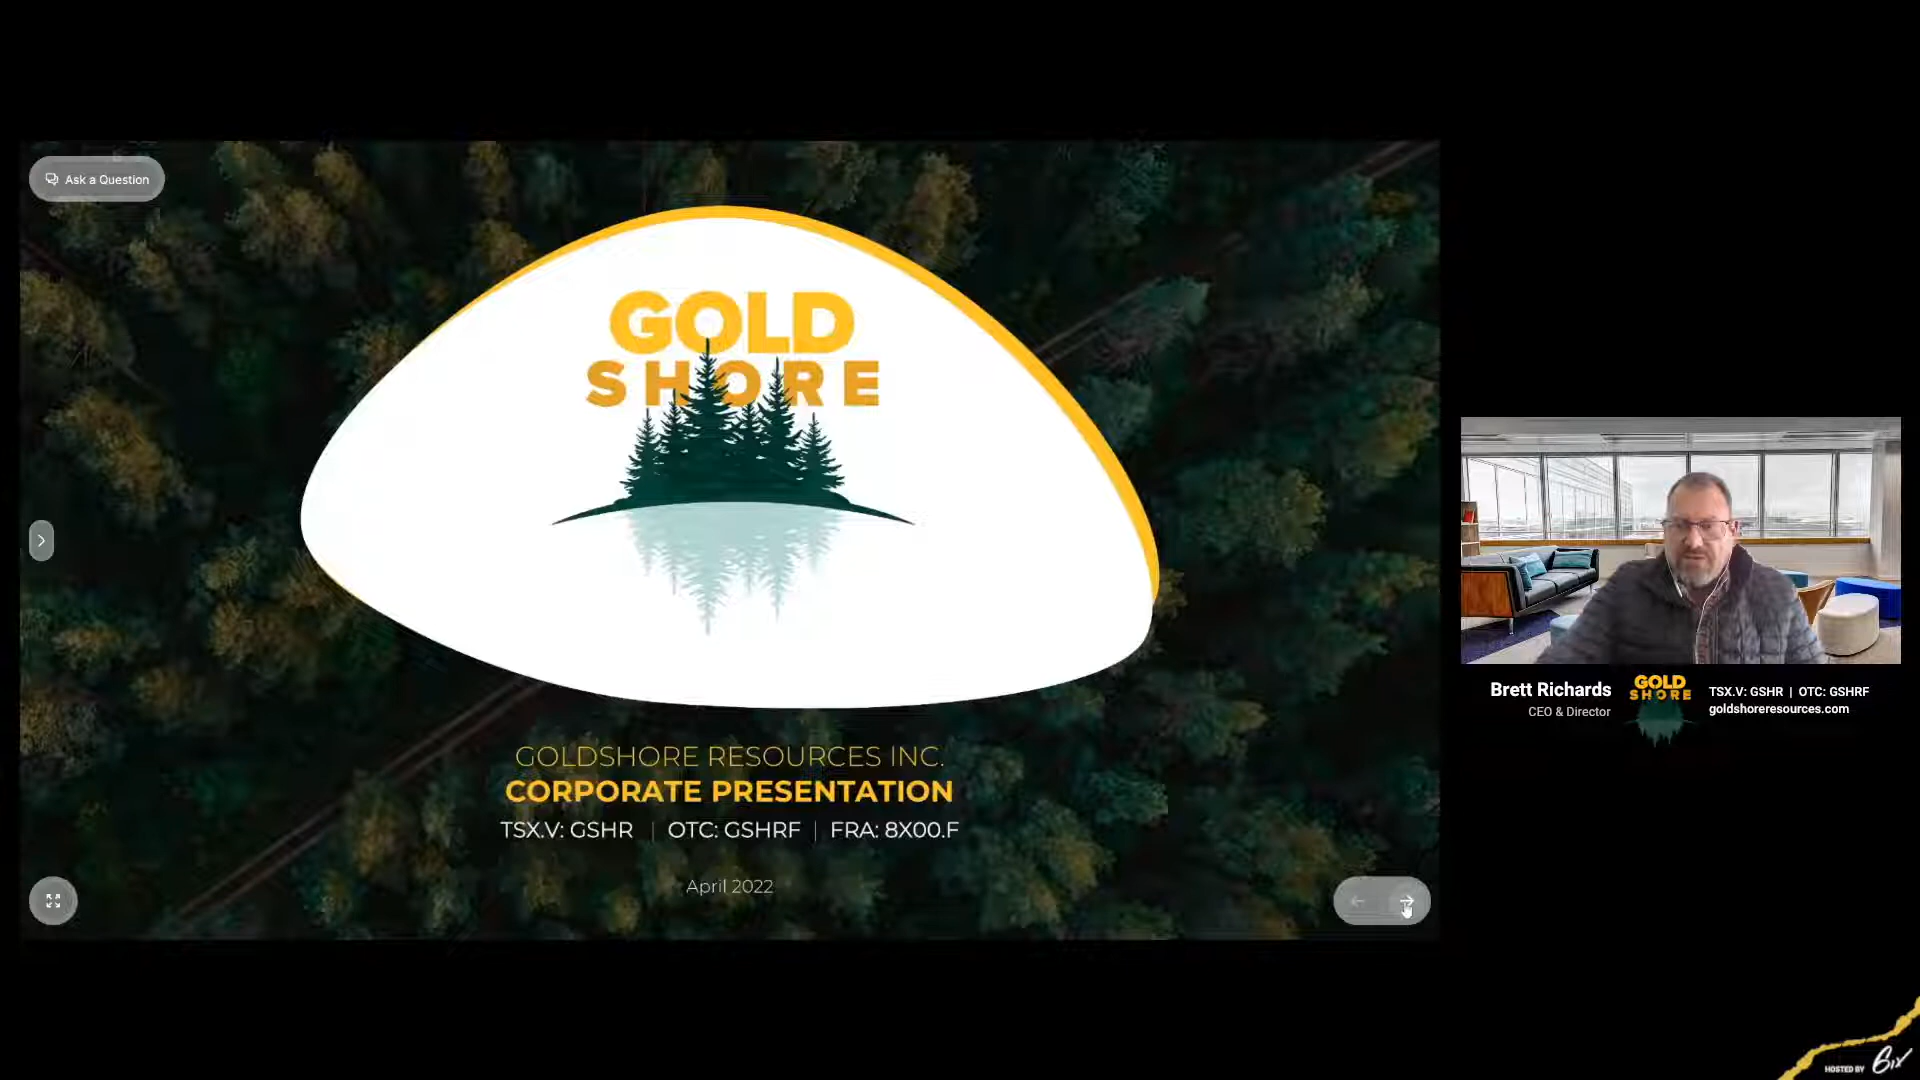 Ask a Question
GOLD
SHORE
GOLDSHORE RESOURCES INC.
CORPORATE PRESENTATION
TSX.V: GSHR | OTC: GSHRF | FRA: 8X00.F
April 2022
Brett Richards
CEO & Director
GOLD
SHORE
TSX.V: GSHR | OTC: GSHRF
goldshoreresources.com
HOSTED BY 6ix